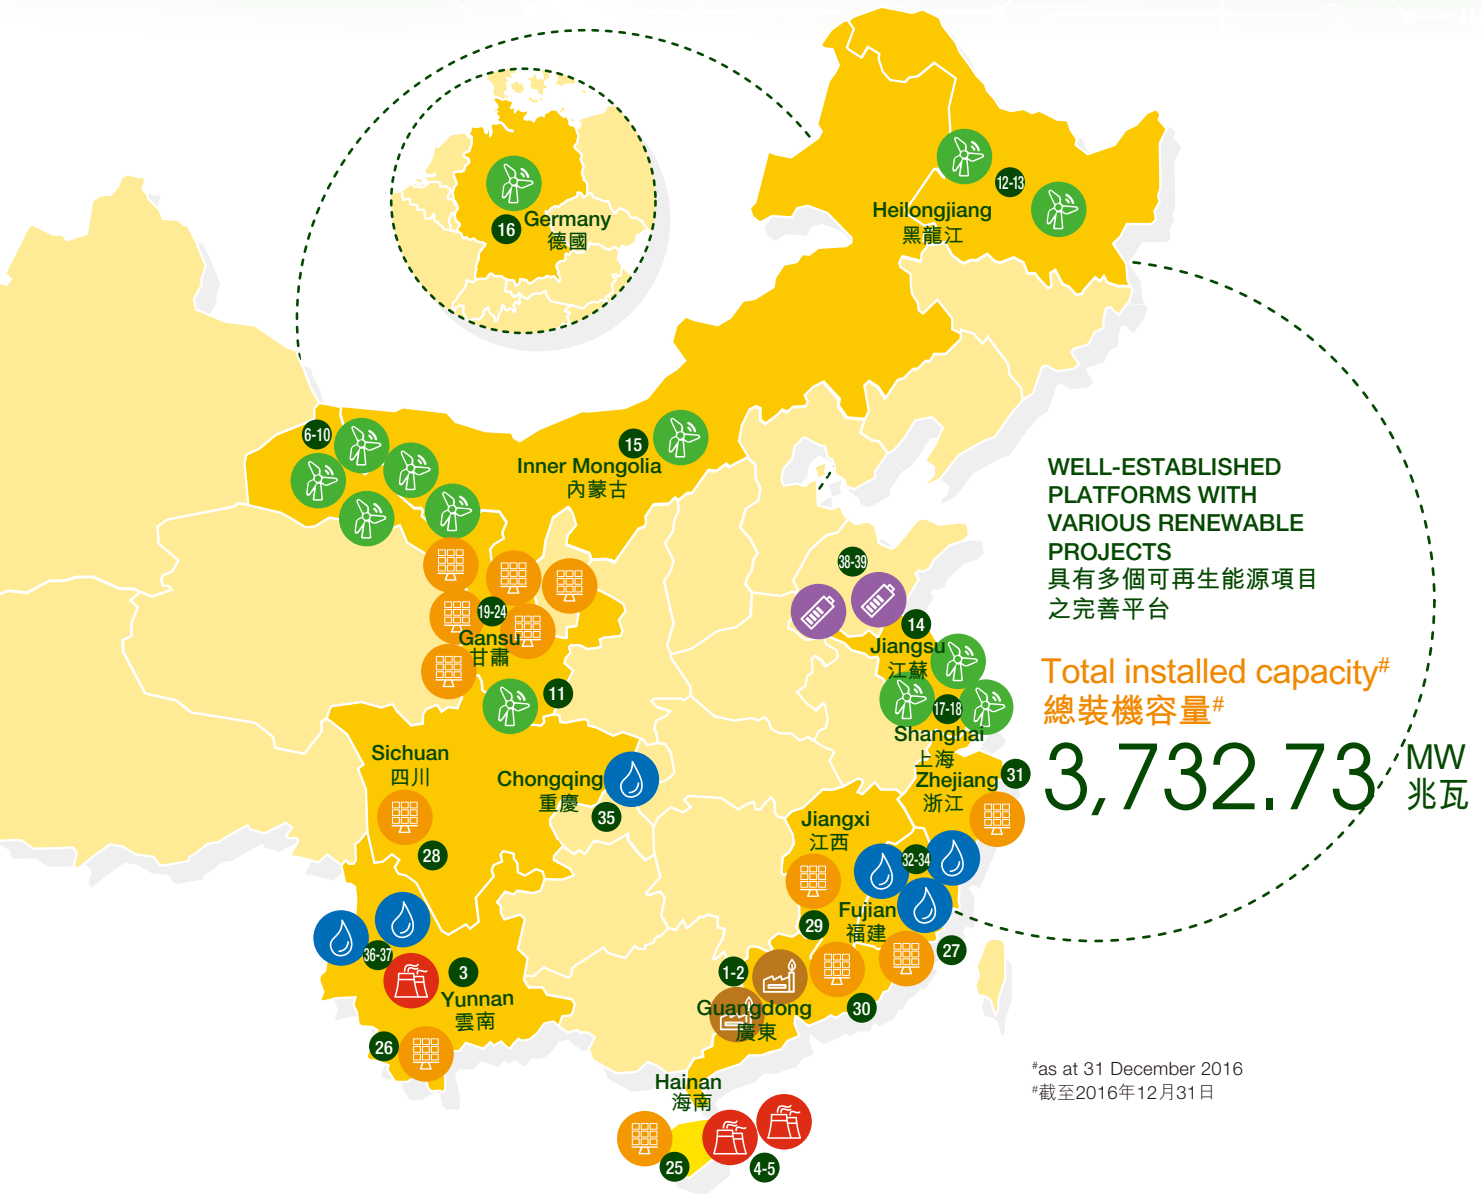 12-13
Heilongjiang
黑龍江
Germany
16
德國
6-10
15
Inner Mongolia
內蒙古
WELL-ESTABLISHED
PLATFORMS WITH
VARIOUS RENEWABLE
PROJECTS
具有多個可再生能源項目
之完善平台
38-39
19-24
Gansu
甘肅
14
Jiangsu
江蘇
11
17-18
Shanghai
上海
Total installed capacity#
總裝機容量#
3,732.73 MW
兆瓦
Sichuan
四川
28
Chongqing
重慶
35
Zhejiang
浙江
31
Jiangxi
江西
29
32-34
Fujian
福建
27
36-37
3
Yunnan
雲南
26
1-2
Guangdong
廣東
30
Hainan
海南
25
4-5
#as at 31 December 2016
#截至2016年12月31日